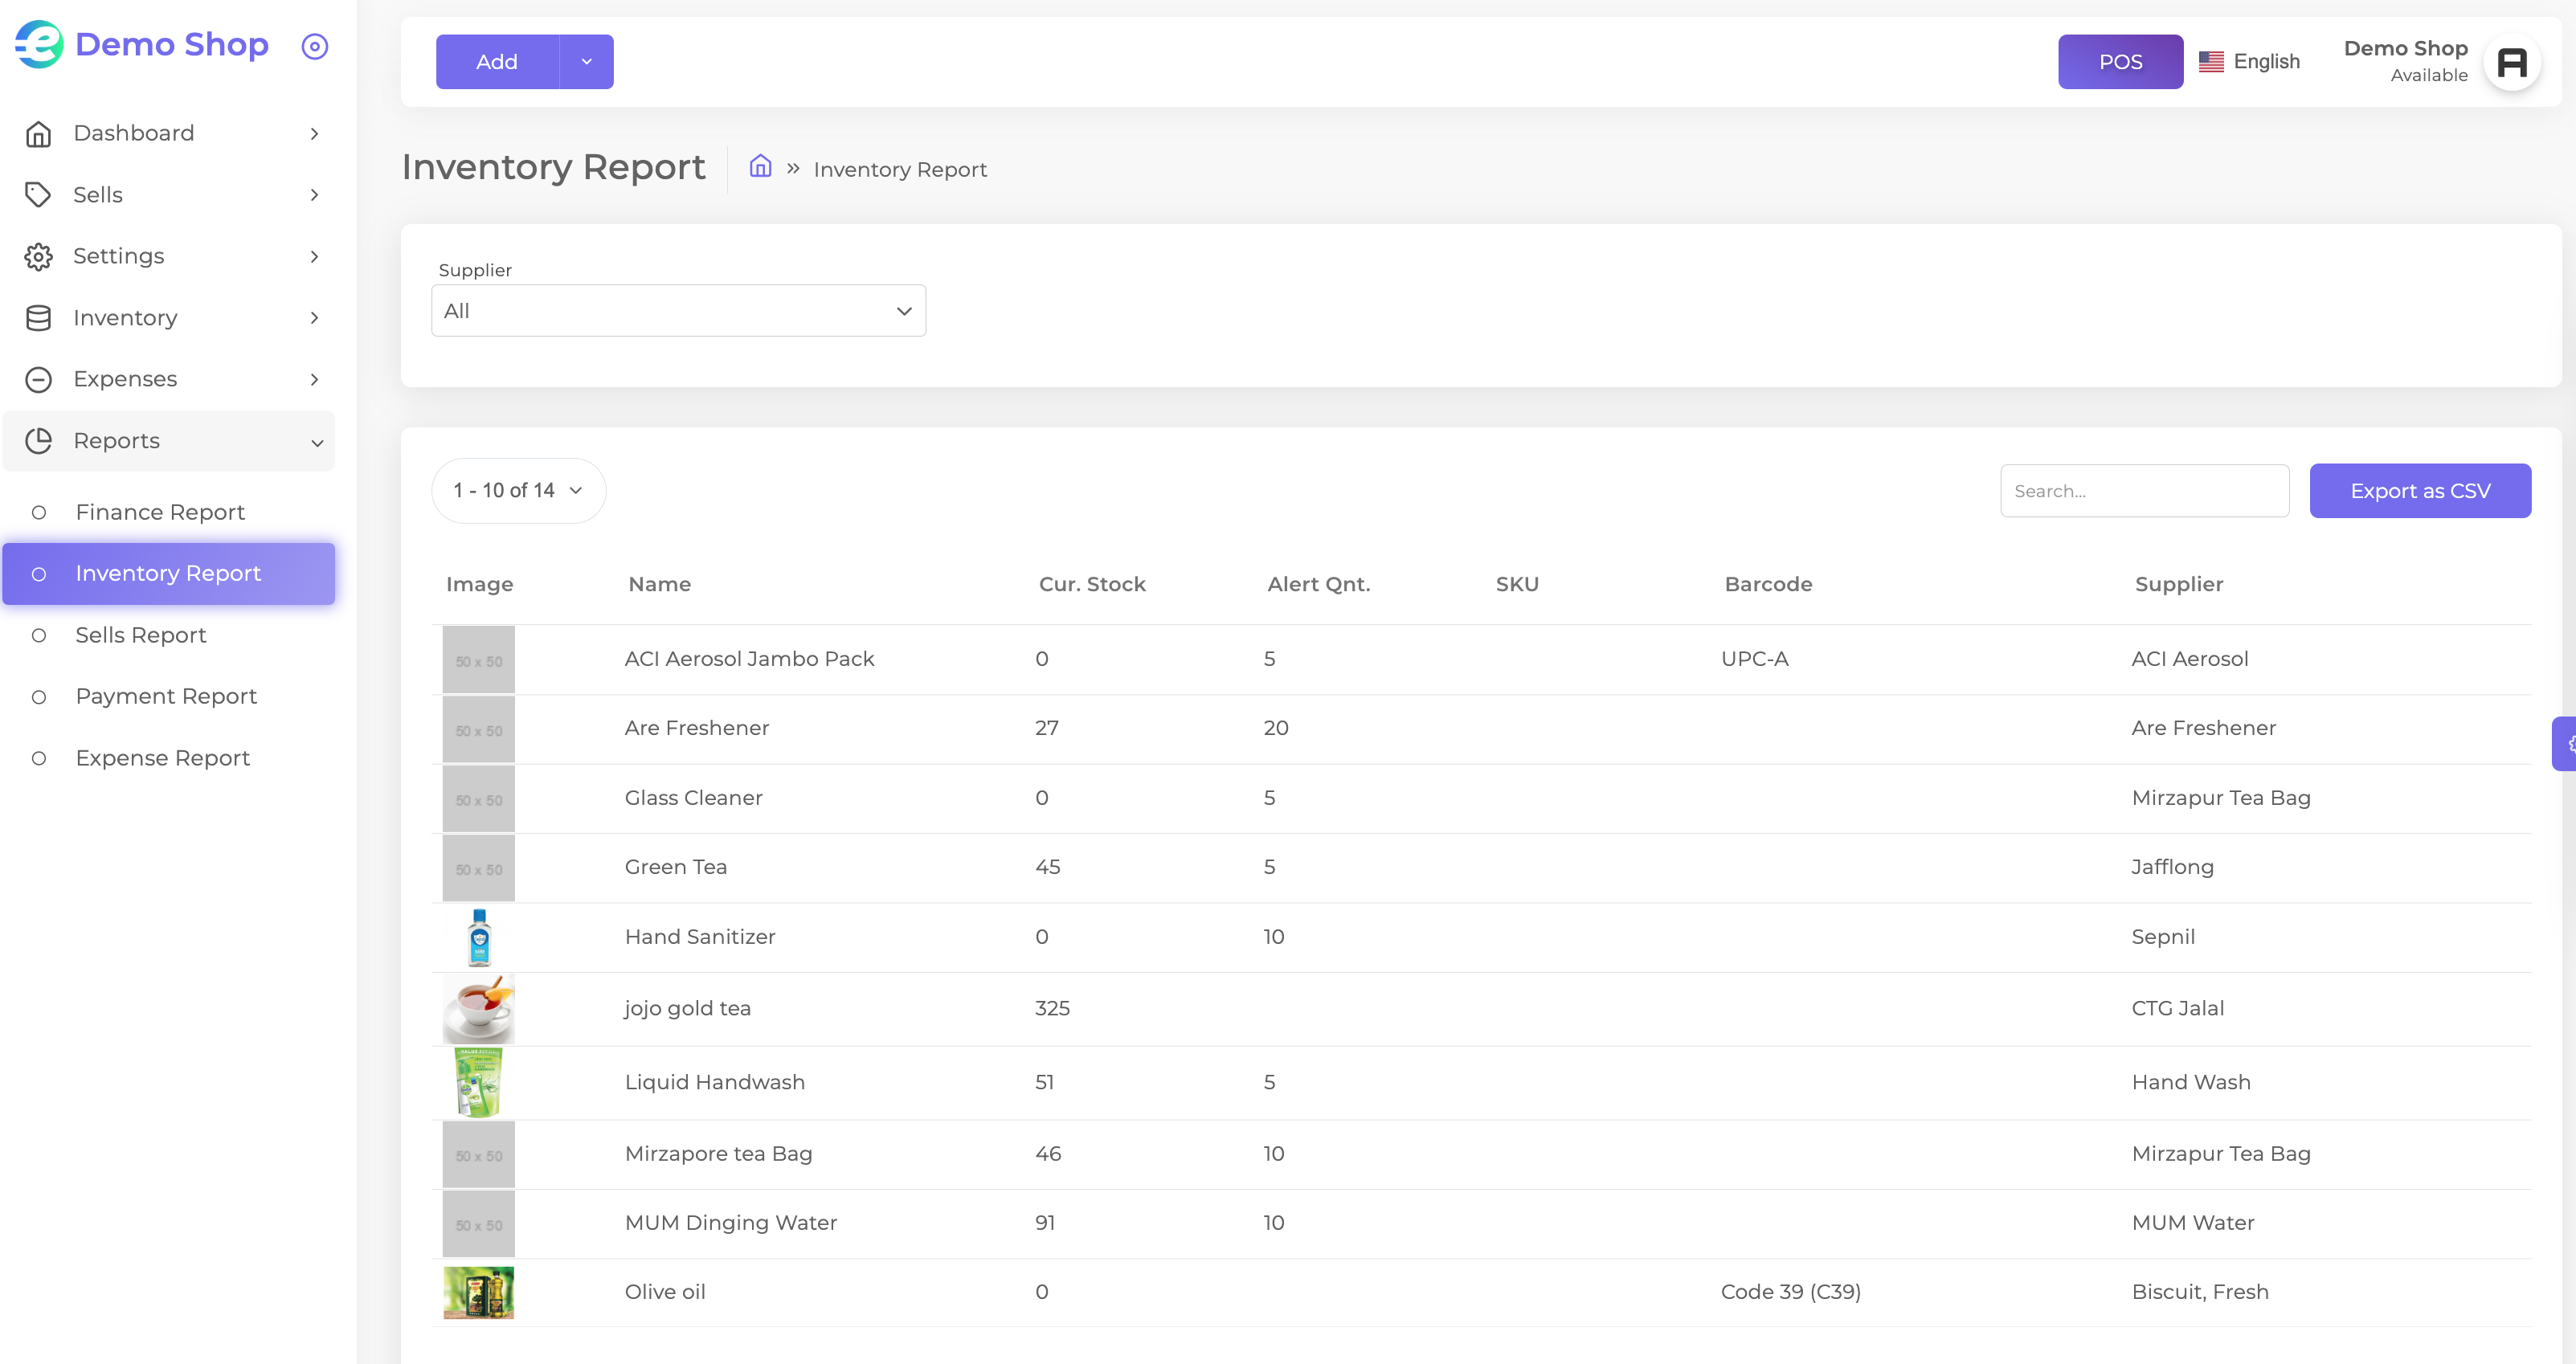 Demo Shop
Dashboard
Sells
Settings
Inventory
Expenses
Reports
Finance Report
Inventory Report
Sells Report
Payment Report
Expense Report
Add
POS
English
Demo Shop
Available
Inventory Report
» Inventory Report
Supplier
All
1 - 10 of 14
Search...
Export as CSV
Image Name Cur. Stock Alert Qnt. SKU Barcode Supplier
50 x 50 ACI Aerosol Jambo Pack 0 5 UPC-A ACI Aerosol
50 x 50 Are Freshener 27 20 Are Freshener
50 x 50 Glass Cleaner 0 5 Mirzapur Tea Bag
50 x 50 Green Tea 45 5 Jafflong
Hand Sanitizer 0 10 Sepnil
jojo gold tea 325 CTG Jalal
Liquid Handwash 51 5 Hand Wash
50 x 50 Mirzapore tea Bag 46 10 Mirzapur Tea Bag
50 x 50 MUM Dinging Water 91 10 MUM Water
Olive oil 0 Code 39 (C39) Biscuit, Fresh